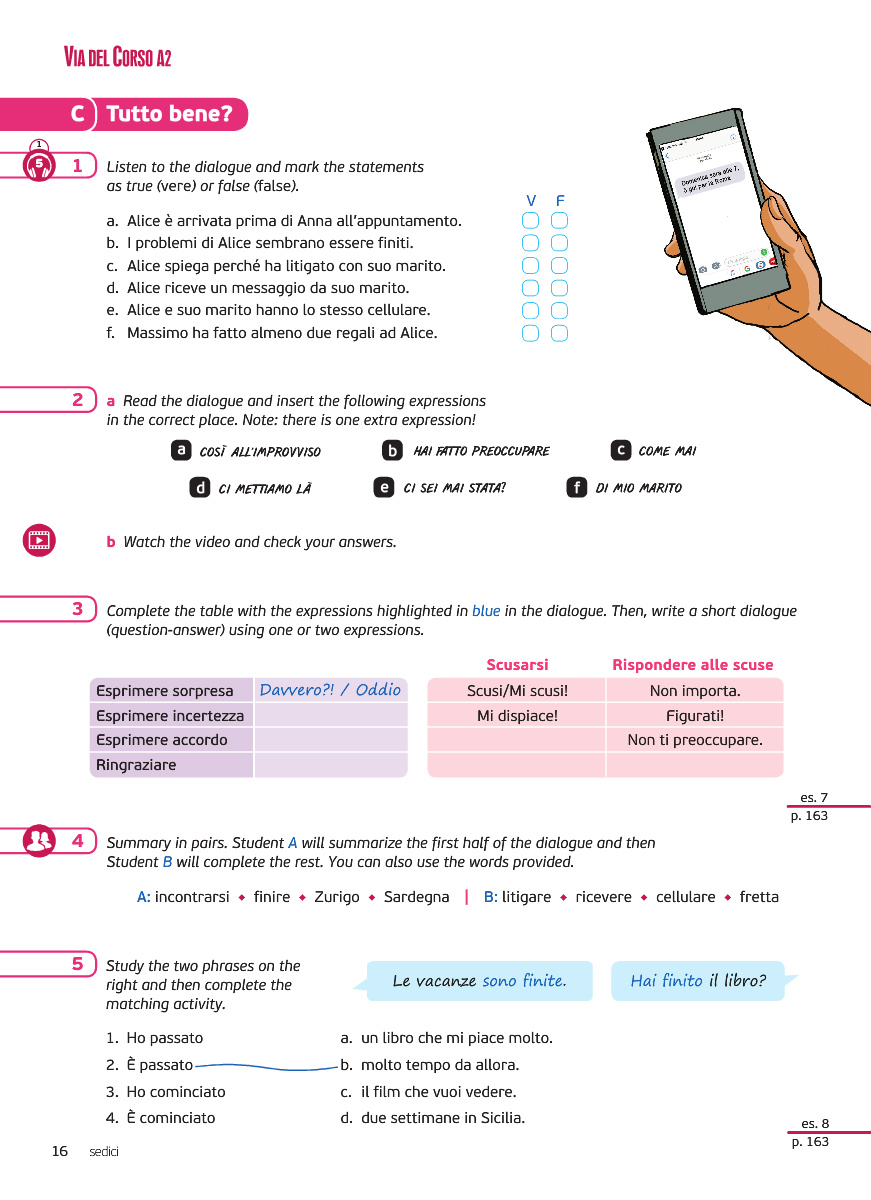 VIA DEL CORSO A2
C Tutto bene?
1
5 1 Listen to the dialogue and mark the statements
as true (vere) or false (false).
V F
a. Alice è arrivata prima di Anna all'appuntamento.
b. I problemi di Alice sembrano essere finiti.
c. Alice spiega perché ha litigato con suo marito.
d. Alice riceve un messaggio da suo marito.
e. Alice e suo marito hanno lo stesso cellulare.
f. Massimo ha fatto almeno due regali ad Alice.
Domenica sera alle 7,
5 gol per la Roma
2 a Read the dialogue and insert the following expressions
in the correct place. Note: there is one extra expression!
a COSÌ ALL'IMPROVVISO b HAI FATTO PREOCCUPARE c COME MAI
d CI METTIAMO LÀ e CI SEI MAI STATA? f DI MIO MARITO
b Watch the video and check your answers.
3 Complete the table with the expressions highlighted in blue in the dialogue. Then, write a short dialogue
(question-answer) using one or two expressions.
Scusarsi Rispondere alle scuse
Esprimere sorpresa Davvero?! / Oddio Scusi/Mi scusi! Non importa.
Esprimere incertezza Mi dispiace! Figurati!
Esprimere accordo Non ti preoccupare.
Ringraziare
es. 7
p. 163
4 Summary in pairs. Student A will summarize the first half of the dialogue and then
Student B will complete the rest. You can also use the words provided.
A: incontrarsi ◆ finire ◆ Zurigo ◆ Sardegna | B: litigare ◆ ricevere ◆ cellulare ◆ fretta
5 Study the two phrases on the
right and then complete the
matching activity.
Le vacanze sono finite. Hai finito il libro?
1. Ho passato a. un libro che mi piace molto.
2. È passato b. molto tempo da allora.
3. Ho cominciato c. il film che vuoi vedere.
4. È cominciato d. due settimane in Sicilia.
es. 8
p. 163
16 sedici